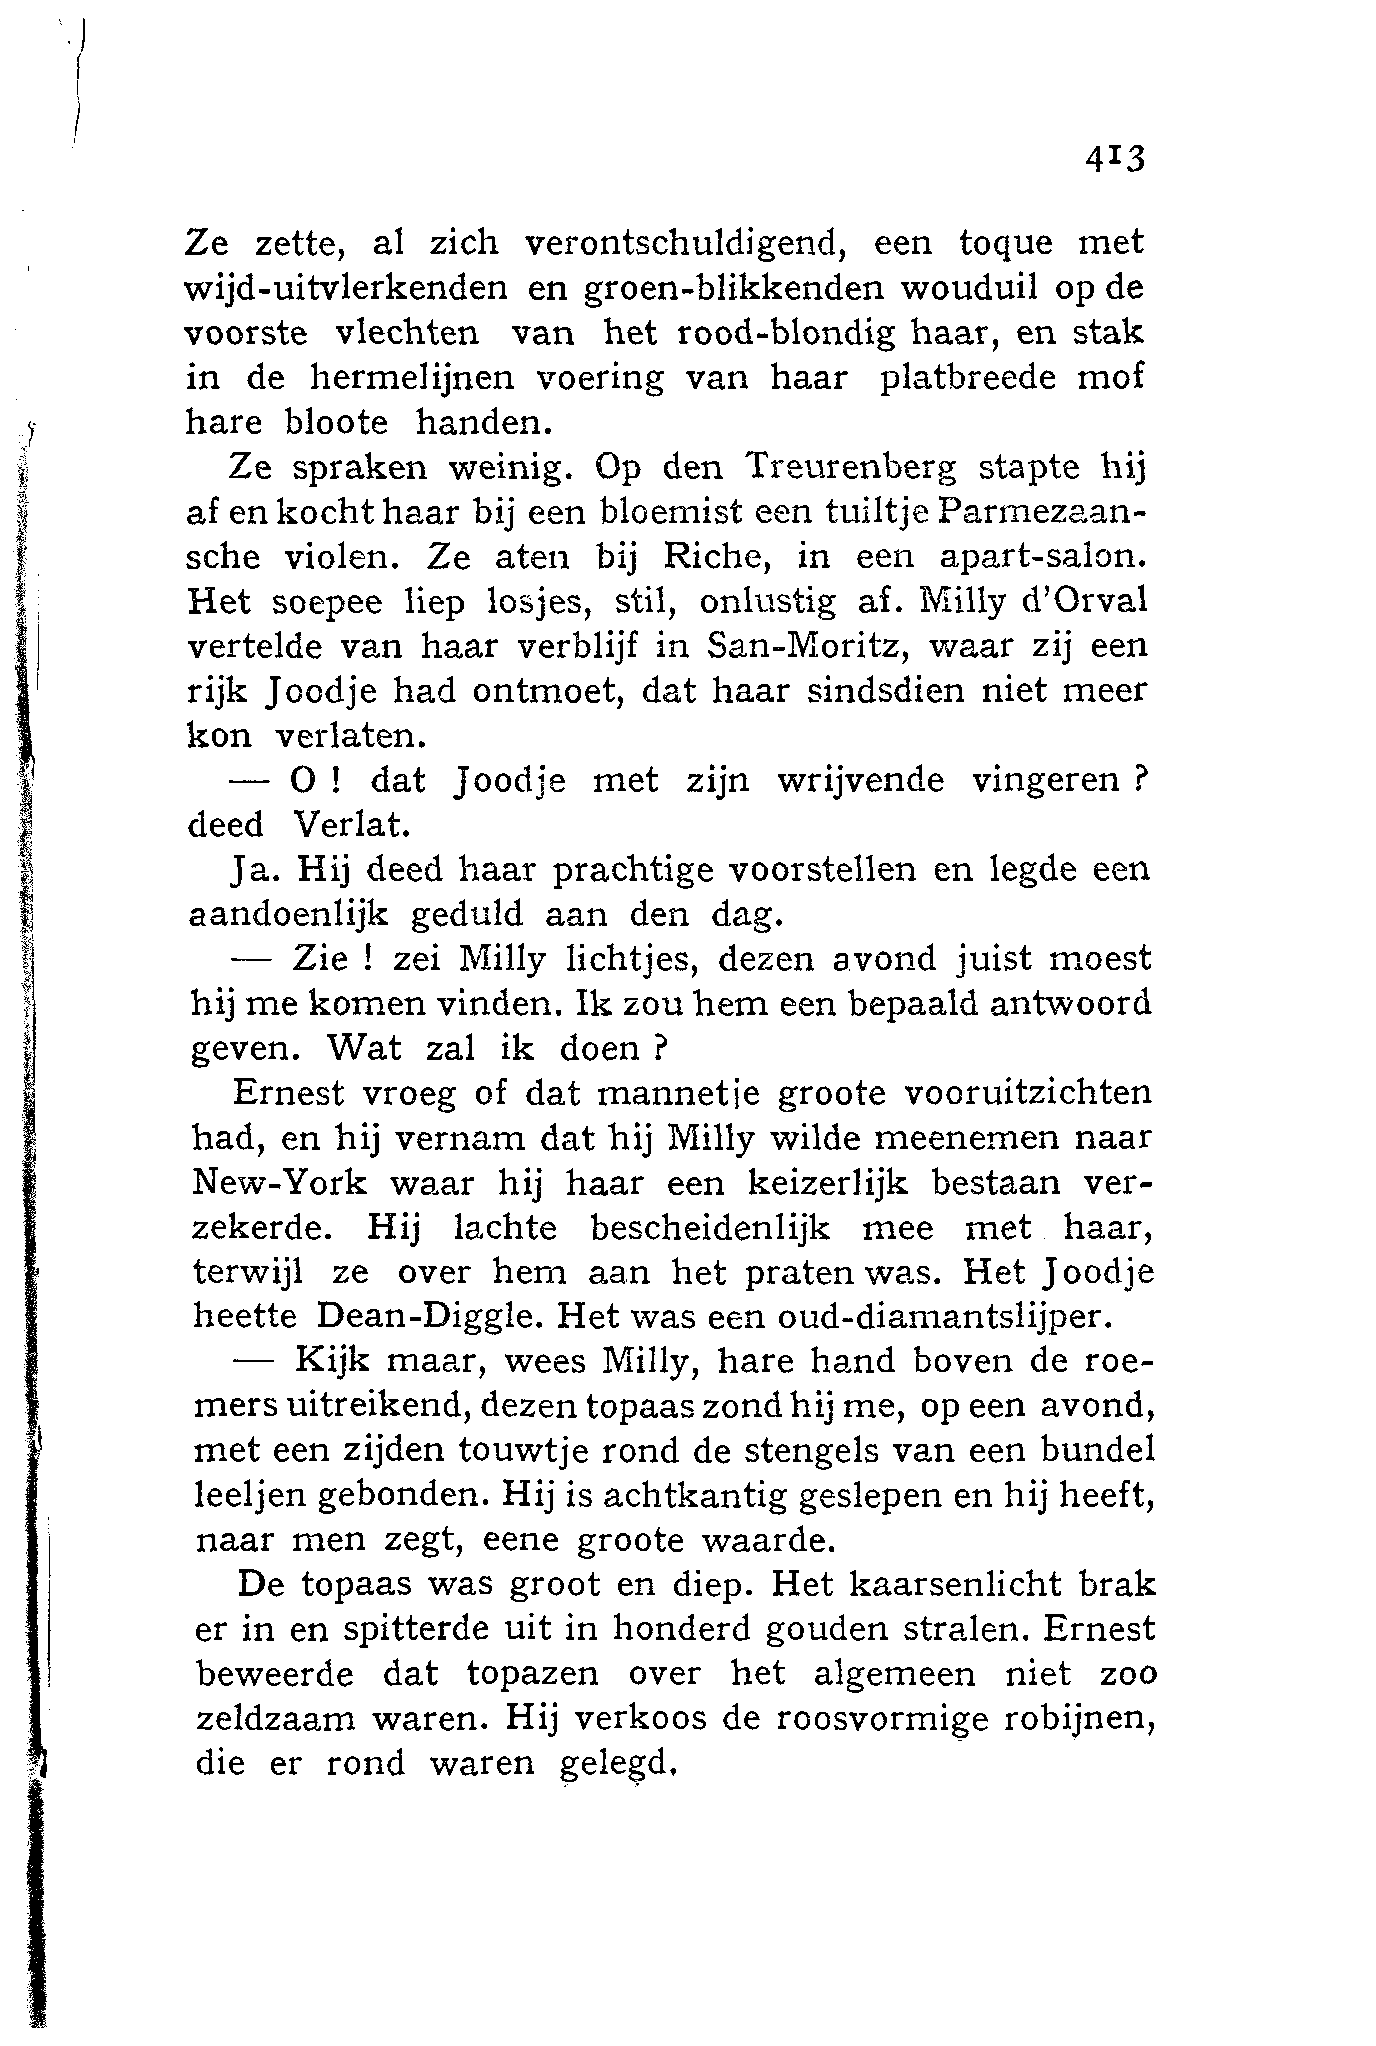 413
Ze zette, al zich verontschuldigend, een toque met
wijd-uitvlerkenden en groen-blikkenden wouduil op de
voorste vlechten van het rood-blondig haar, en stak
in de hermelijnen voering van haar platbreede mof
hare bloote handen.
Ze spraken weinig. Op den Treurenberg stapte hij
af en kocht haar bij een bloemist een tuiltje Parmezaan-
sche violen. Ze aten bij Riche, in een apart-salon.
Het soepee liep losjes, stil, onlustig af. Milly d'Orval
vertelde van haar verblijf in San-Moritz, waar zij een
rijk Joodje had ontmoet, dat haar sindsdien niet meer
kon verlaten.
— O ! dat Joodje met zijn wrijvende vingeren ?
deed Verlat.
Ja. Hij deed haar prachtige voorstellen en legde een
aandoenlijk geduld aan den dag.
— Zie ! zei Milly lichtjes, dezen avond juist moest
hij me komen vinden. Ik zou hem een bepaald antwoord
geven. Wat zal ik doen ?
Ernest vroeg of dat mannetje groote vooruitzichten
had, en hij vernam dat hij Milly wilde meenemen naar
New-York waar hij haar een keizerlijk bestaan ver-
zekerde. Hij lachte bescheidenlijk mee met haar,
terwijl ze over hem aan het praten was. Het Joodje
heette Dean-Diggle. Het was een oud-diamantslijper.
— Kijk maar, wees Milly, hare hand boven de roe-
mers uitreikend, dezen topaas zond hij me, op een avond,
met een zijden touwtje rond de stengels van een bundel
leeljen gebonden. Hij is achtkantig geslepen en hij heeft,
naar men zegt, eene groote waarde.
De topaas was groot en diep. Het kaarsenlicht brak
er in en spitterde uit in honderd gouden stralen. Ernest
beweerde dat topazen over het algemeen niet zoo
zeldzaam waren. Hij verkoos de roosvormige robijnen,
die er rond waren gelegd.